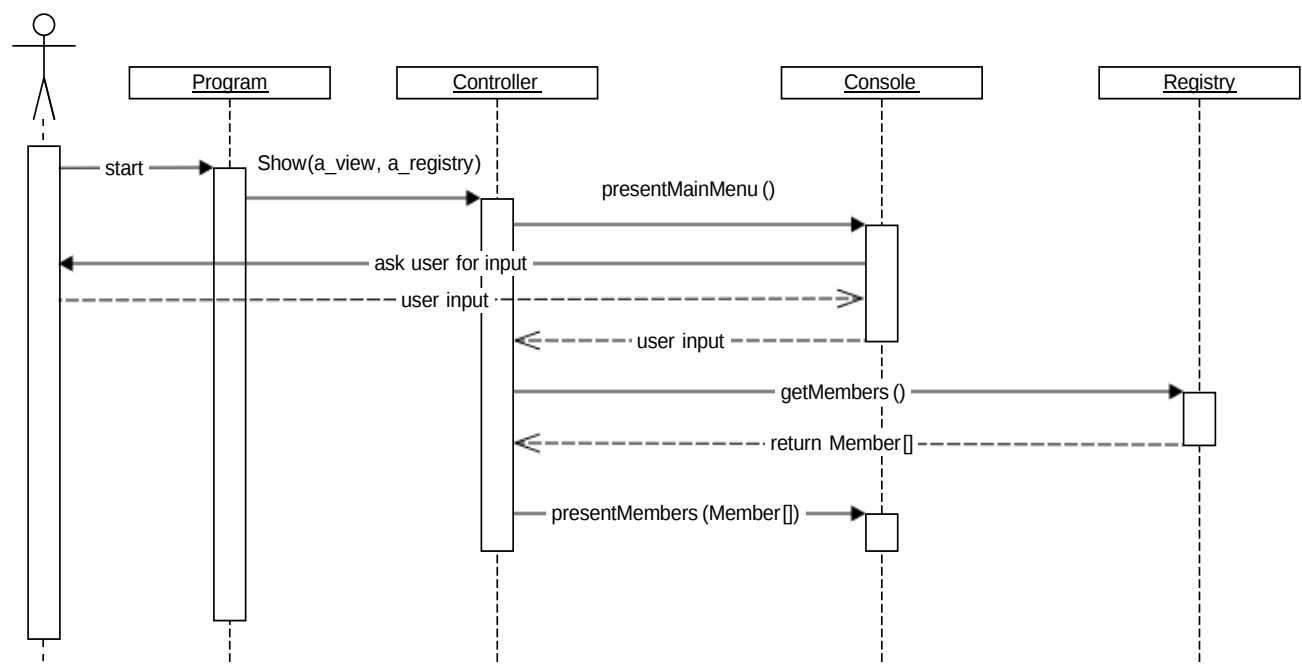 Program
Controller
Console
Registry
start
Show(a_view, a_registry)
presentMainMenu ()
ask user for input
user input
user input
getMembers ()
return Member[]
presentMembers (Member[])